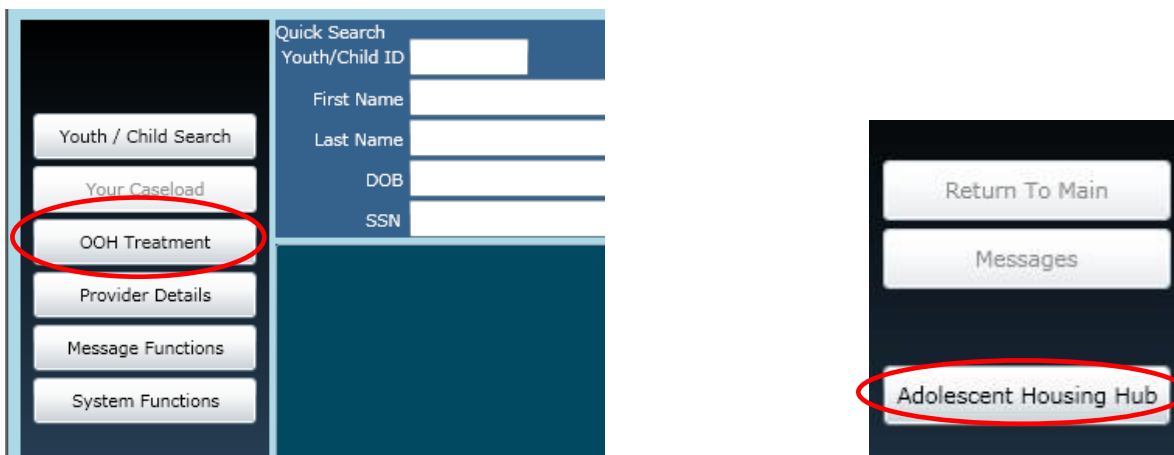 Quick Search
Youth/Child ID
First Name
Last Name
DOB
SSN
Youth / Child Search
Your Caseload
OOH Treatment
Provider Details
Message Functions
System Functions
Return To Main
Messages
Adolescent Housing Hub